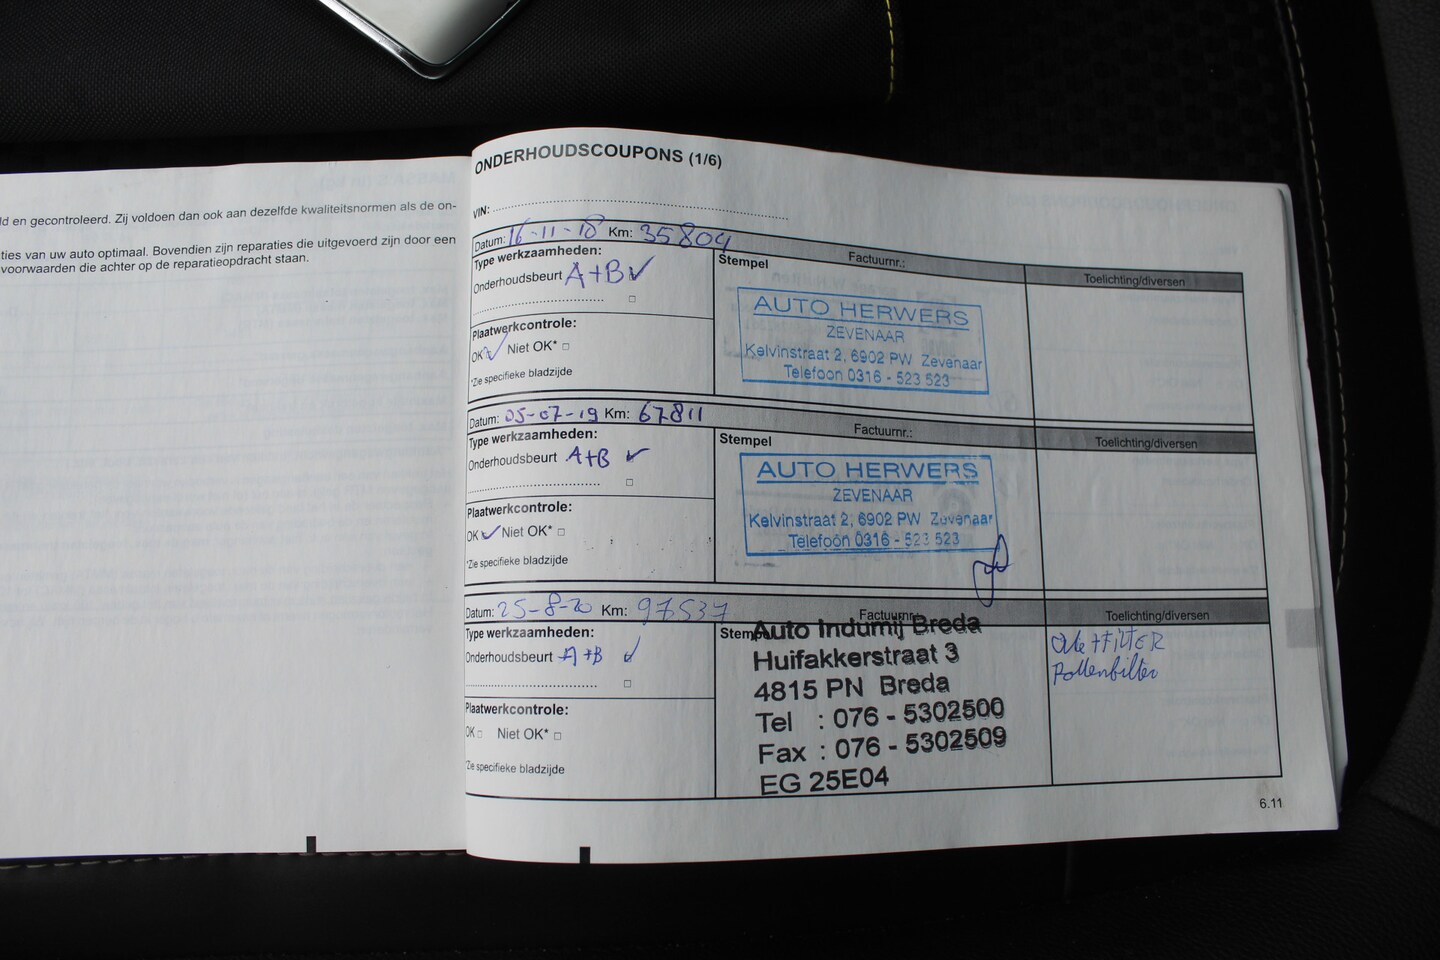 ld en gecontroleerd. Zij voldoen dan ook aan dezelfde kwaliteitsnormen als de on-
ties van uw auto optimaal. Bovendien zijn reparaties die uitgevoerd zijn door een
voorwaarden die achter op de reparatieopdracht staan.
ONDERHOUDSCOUPONS (1/6)
VIN:
Datum: 16-11-18 Km: 35804
Type werkzaamheden:
Onderhoudsbeurt A+B
Plaatwerkcontrole:
OK Niet OK*
*Zie specifieke bladzijde
Stempel
Factuurnr.:
Toelichting/diversen
AUTO HERWERS
ZEVENAAR
Kelvinstraat 2, 6902 PW Zevenaar
Telefoon 0316 - 523 523
Datum: 05-07-19 Km: 67811
Type werkzaamheden:
Onderhoudsbeurt A+B
Plaatwerkcontrole:
OK Niet OK*
*Zie specifieke bladzijde
Stempel
Factuurnr.:
Toelichting/diversen
AUTO HERWERS
ZEVENAAR
Kelvinstraat 2, 6902 PW Zevenaar
Telefoon 0316 - 523 523
Datum: 25-8-20 Km: 97537
Type werkzaamheden:
Onderhoudsbeurt A+B
Plaatwerkcontrole:
OK Niet OK*
*Zie specifieke bladzijde
Stempel
Factuurnr.:
Toelichting/diversen
Auto Indumij Breda
Huifakkerstraat 3
4815 PN Breda
Tel : 076 - 5302500
Fax : 076 - 5302509
EG 25E04
Olie+FilTER
Pollenfilter
6.11